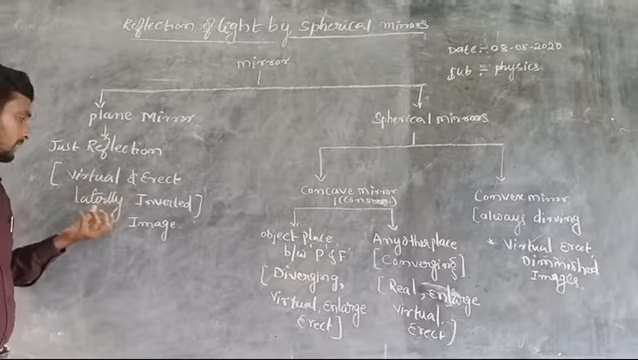 Reflection of light by spherical mirrors
Date :- 08-08-2020
Sub :- physics.
mirror
plane Mirror
Just Reflection
[ Virtual & Erect
laterlly Inverted]
Image
Spherical mirrors
Concave mirror
object place
b/w P & F
[ Diverging,
Virtual, Enlarge
Erect]
Any other place
[Converging]
[ Real, Enlarge
Virtual.
Erect]
Convex mirror
[always
* Virtual Erect
Diminished
Images.